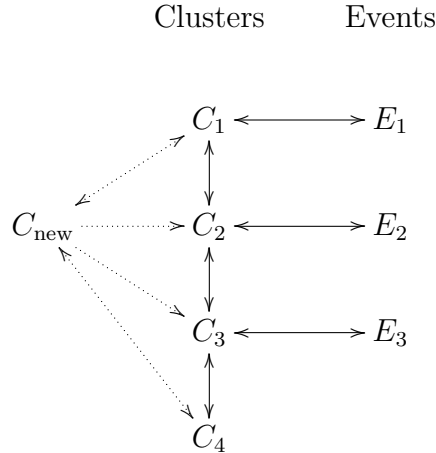 Clusters Events
C₁ E₁
C_new C₂ E₂
C₃ E₃
C₄